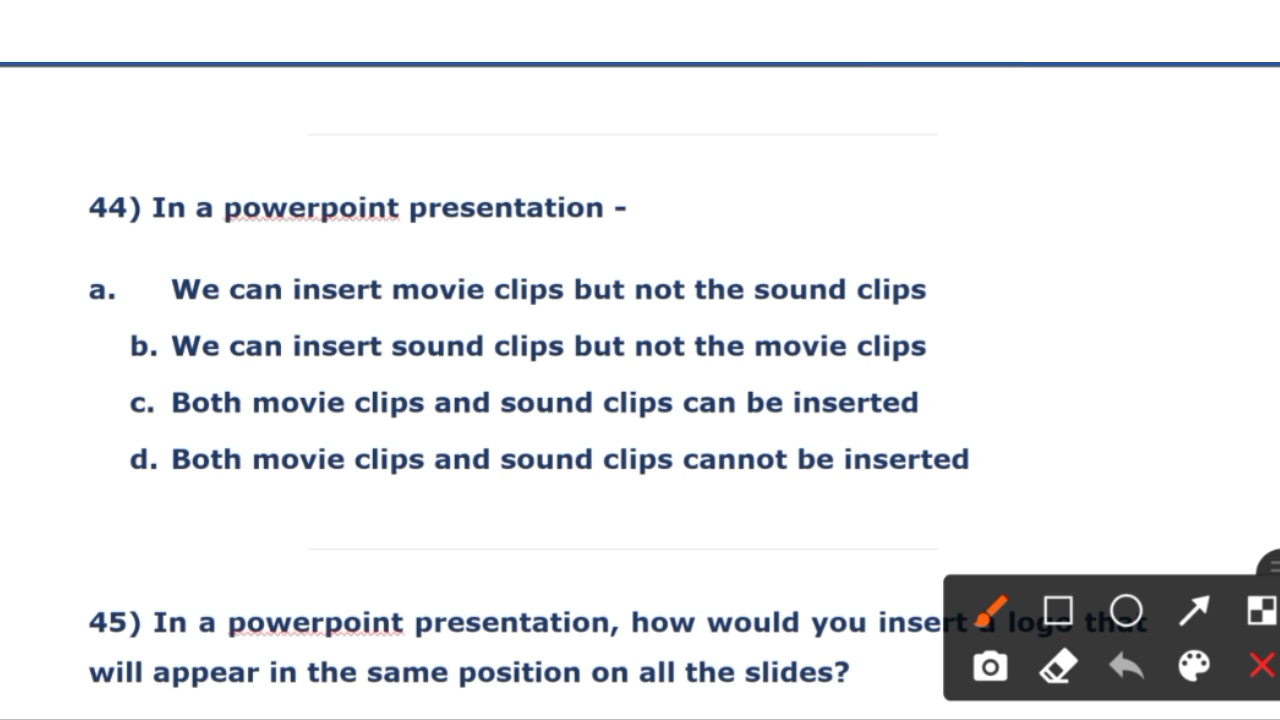 44) In a powerpoint presentation -
a. We can insert movie clips but not the sound clips
b. We can insert sound clips but not the movie clips
c. Both movie clips and sound clips can be inserted
d. Both movie clips and sound clips cannot be inserted
45) In a powerpoint presentation, how would you insert a logo that
will appear in the same position on all the slides?